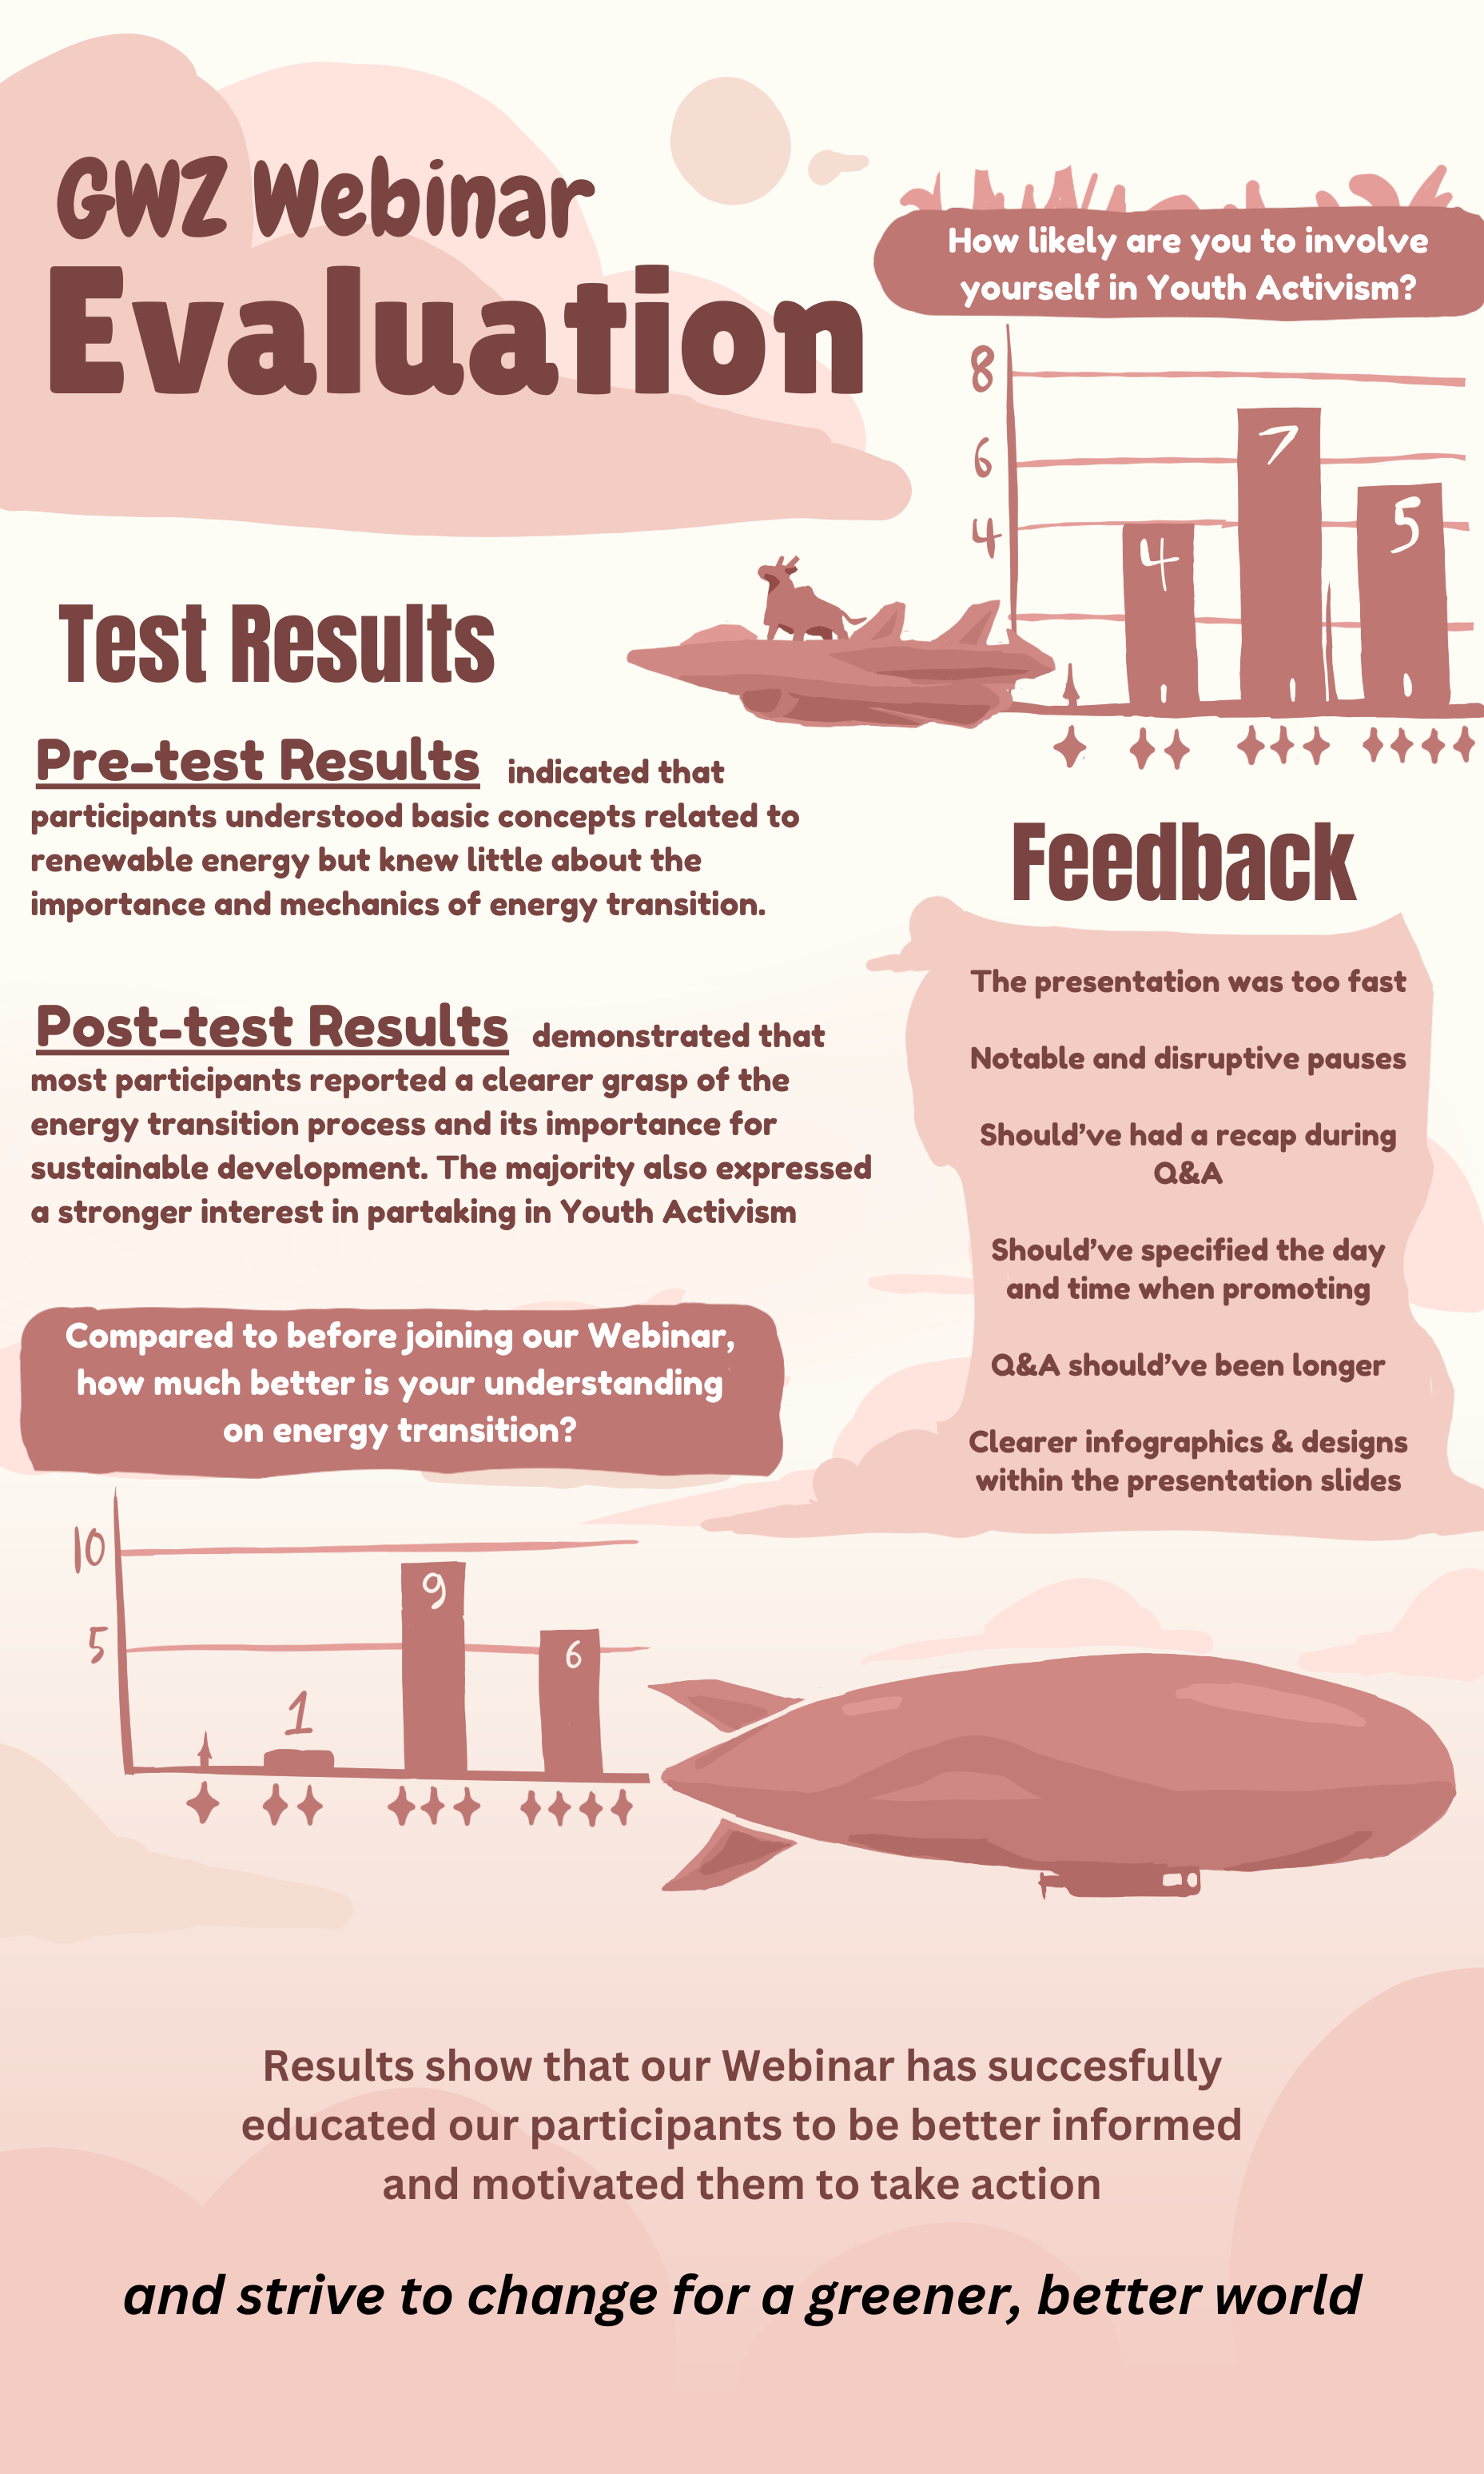 GWZ Webinar
Evaluation
How likely are you to involve
yourself in Youth Activism?
8
6
4
4
7
5
Test Results
Pre-test Results indicated that
participants understood basic concepts related to
renewable energy but knew little about the
importance and mechanics of energy transition.
Post-test Results demonstrated that
most participants reported a clearer grasp of the
energy transition process and its importance for
sustainable development. The majority also expressed
a stronger interest in partaking in Youth Activism
Feedback
The presentation was too fast
Notable and disruptive pauses
Should've had a recap during
Q&A
Should've specified the day
and time when promoting
Q&A should've been longer
Clearer infographics & designs
within the presentation slides
Compared to before joining our Webinar,
how much better is your understanding
on energy transition?
10
5
1
9
6
Results show that our Webinar has succesfully
educated our participants to be better informed
and motivated them to take action
and strive to change for a greener, better world